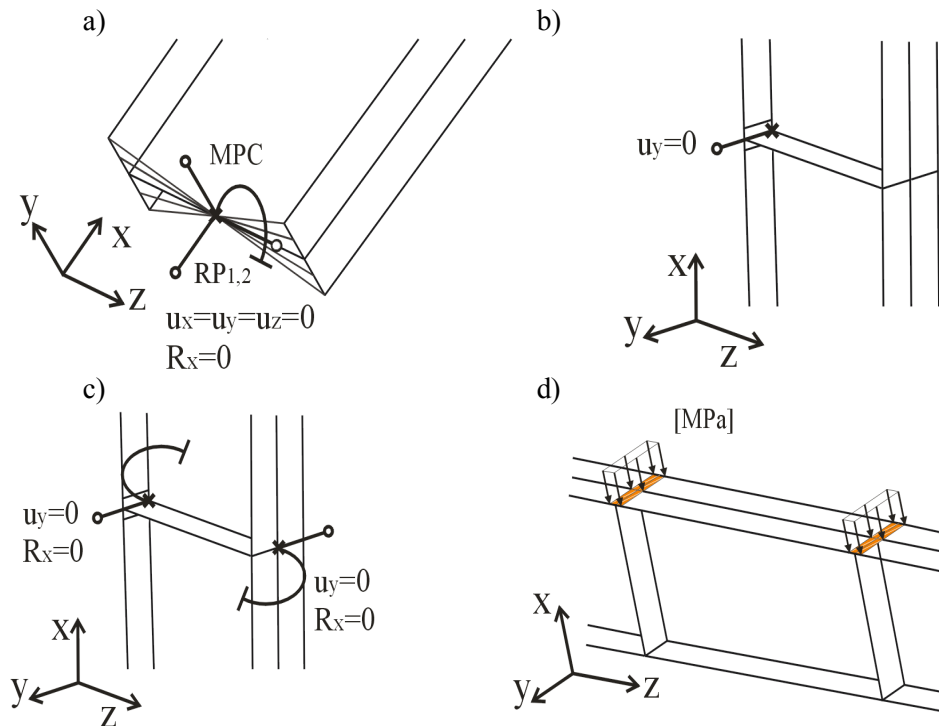 a)
MPC
y
x
z
RP1,2
ux=uy=uz=0
Rx=0
b)
uy=0
x
y
z
c)
uy=0
Rx=0
uy=0
Rx=0
x
y
z
d)
[MPa]
x
y
z